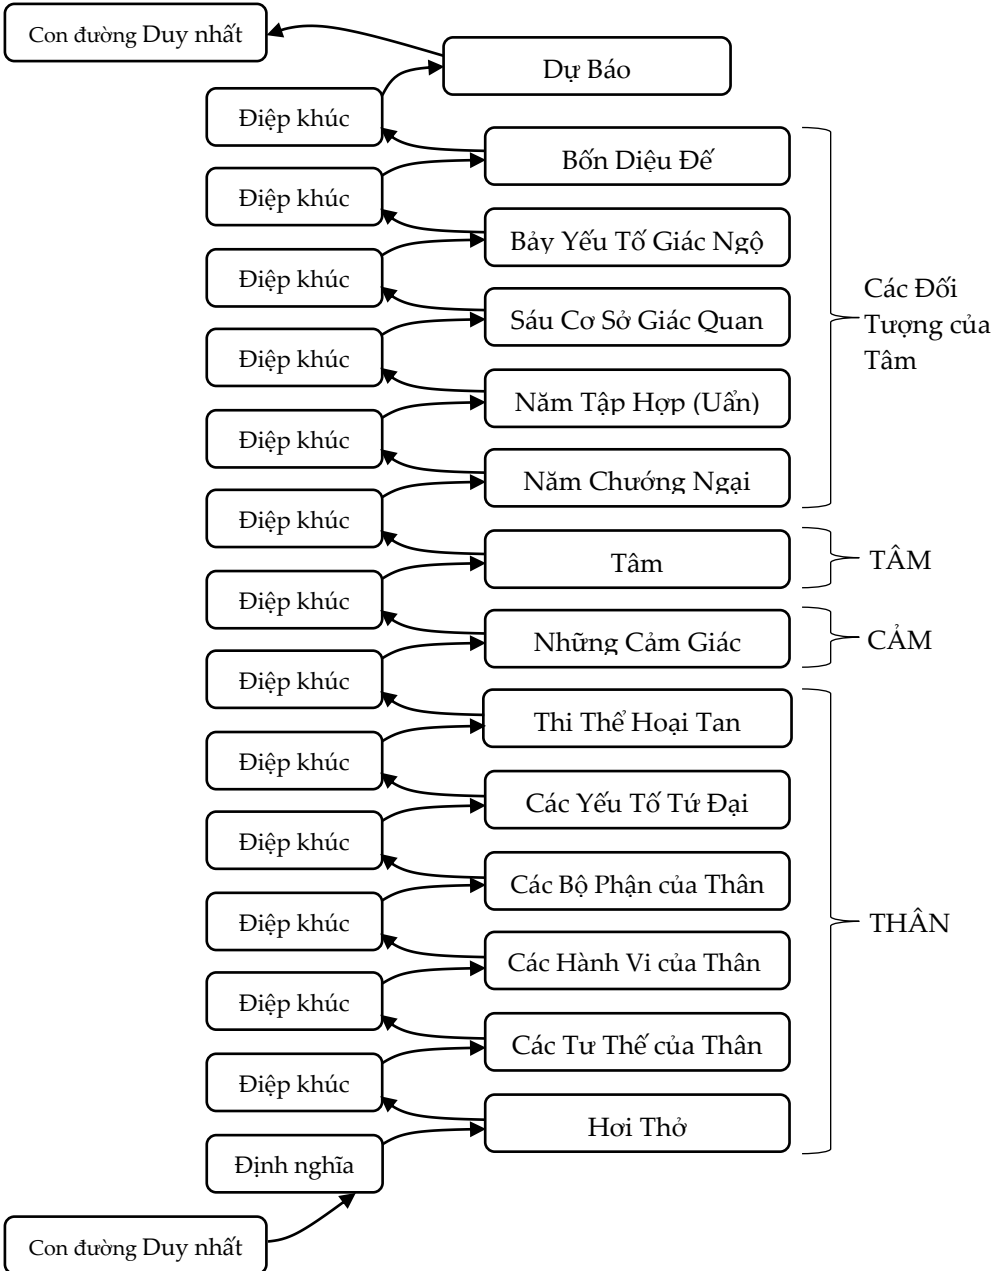 Con đường Duy nhất
Dự Báo
Điệp khúc
Bốn Diệu Đế
Điệp khúc
Bảy Yếu Tố Giác Ngộ
Điệp khúc
Sáu Cơ Sở Giác Quan
Điệp khúc
Năm Tập Hợp (Uẩn)
Điệp khúc
Năm Chướng Ngại
Các Đối
Tượng của
Tâm
Điệp khúc
Tâm
TÂM
Điệp khúc
Những Cảm Giác
CẢM
Điệp khúc
Thi Thể Hoại Tan
Điệp khúc
Các Yếu Tố Tứ Đại
Điệp khúc
Các Bộ Phận của Thân
Điệp khúc
Các Hành Vi của Thân
THÂN
Điệp khúc
Các Tư Thế của Thân
Điệp khúc
Hơi Thở
Định nghĩa
Con đường Duy nhất